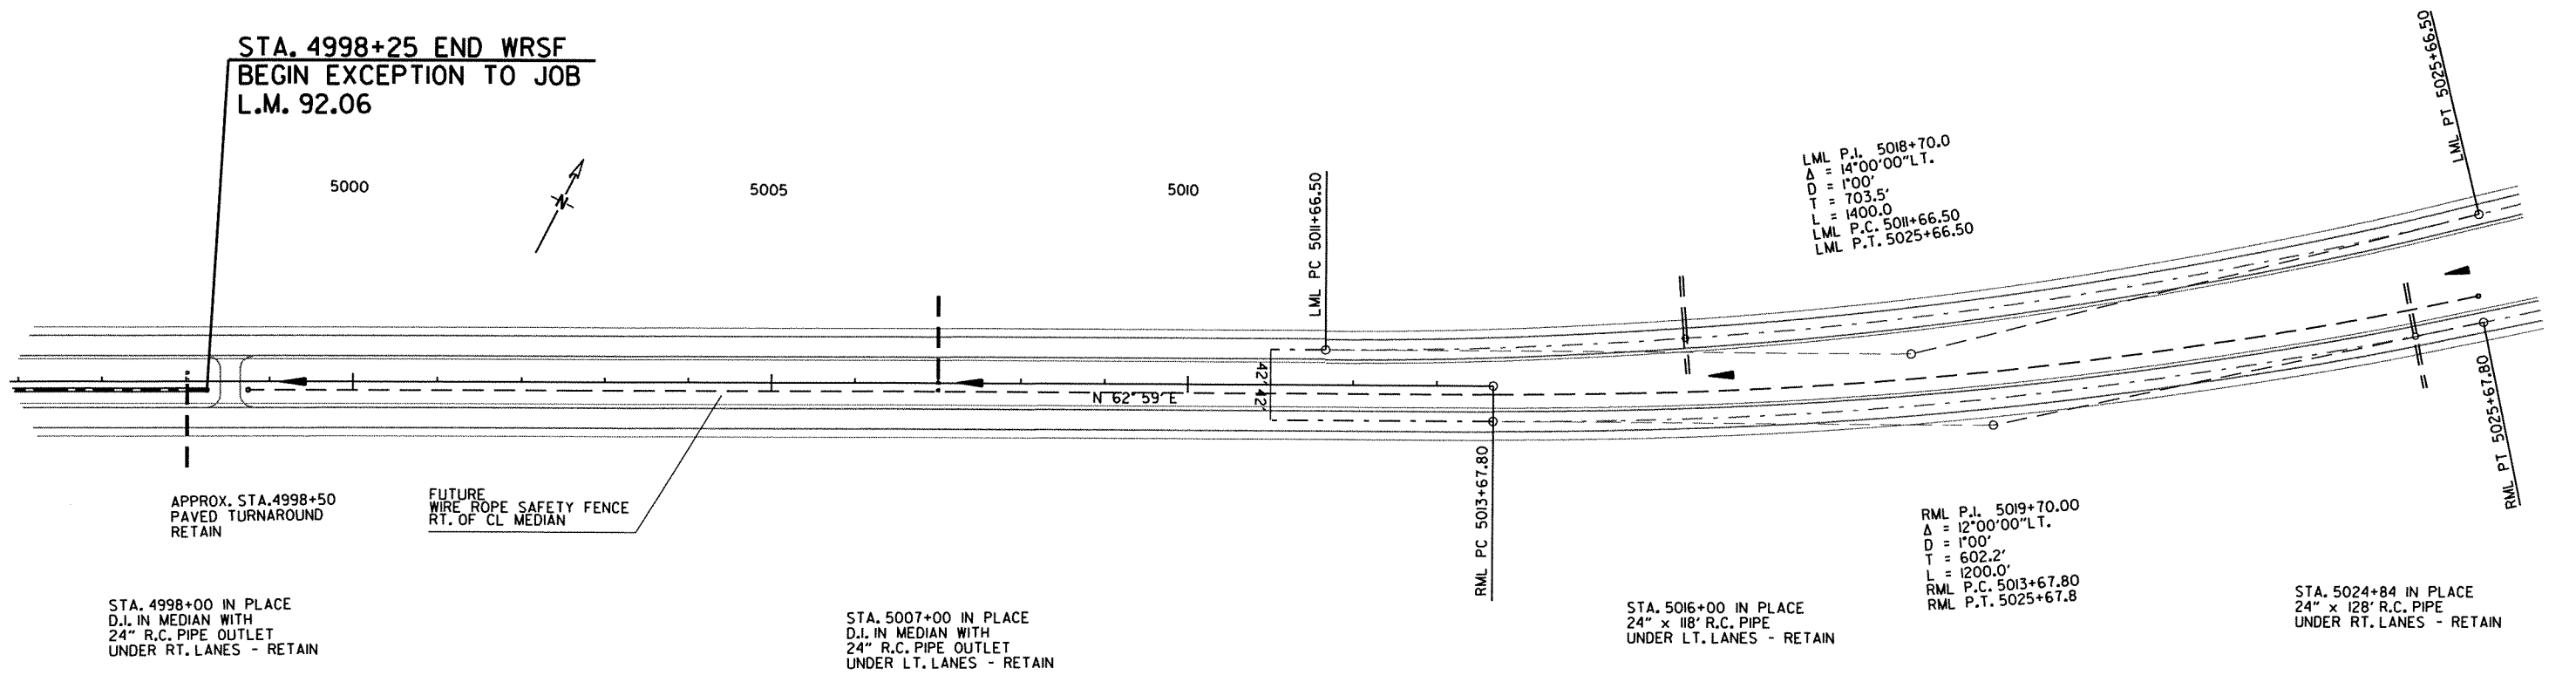 STA. 4998+25 END WRSF
BEGIN EXCEPTION TO JOB
L.M. 92.06
5000
N
5005
5010
LML PC 5011+66.50
LML P.I. 5018+70.0
Δ = 14°00'00"LT.
D = 1°00'
T = 703.5'
L = 1400.0
LML P.C. 5011+66.50
LML P.T. 5025+66.50
LML PT 5025+66.50
N 62° 59' E
42'
42'
APPROX. STA.4998+50
PAVED TURNAROUND
RETAIN
FUTURE
WIRE ROPE SAFETY FENCE
RT. OF CL MEDIAN
RML PC 5013+67.80
RML P.I. 5019+70.00
Δ = 12°00'00"LT.
D = 1°00'
T = 602.2'
L = 1200.0'
RML P.C. 5013+67.80
RML P.T. 5025+67.8
RML PT 5025+67.80
STA. 4998+00 IN PLACE
D.I. IN MEDIAN WITH
24" R.C. PIPE OUTLET
UNDER RT. LANES - RETAIN
STA. 5007+00 IN PLACE
D.I. IN MEDIAN WITH
24" R.C. PIPE OUTLET
UNDER LT. LANES - RETAIN
STA. 5016+00 IN PLACE
24" x 118' R.C. PIPE
UNDER LT. LANES - RETAIN
STA. 5024+84 IN PLACE
24" x 128' R.C. PIPE
UNDER RT. LANES - RETAIN